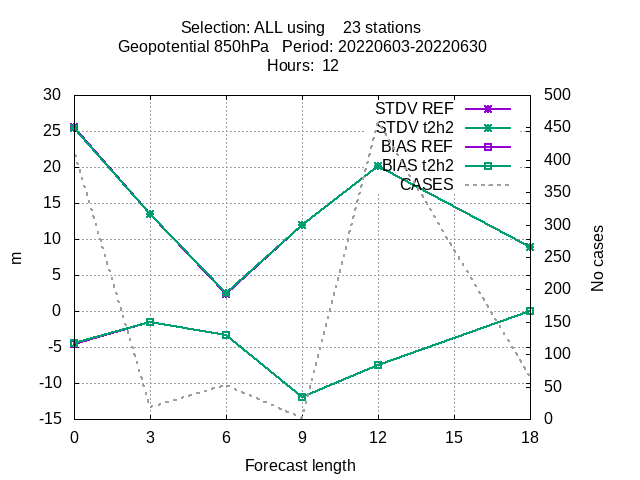 Selection: ALL using    23 stations
Geopotential 850hPa   Period: 20220603-20220630
Hours:  12
30 500
STDV REF
25 450
STDV t2h2
20 400
BIAS REF
BIAS t2h2
15 350
CASES
10 300
5 250
0 200
-5 150
-10 100
50
-15 0
m
No cases
0 3 6 9 12 15 18
Forecast length